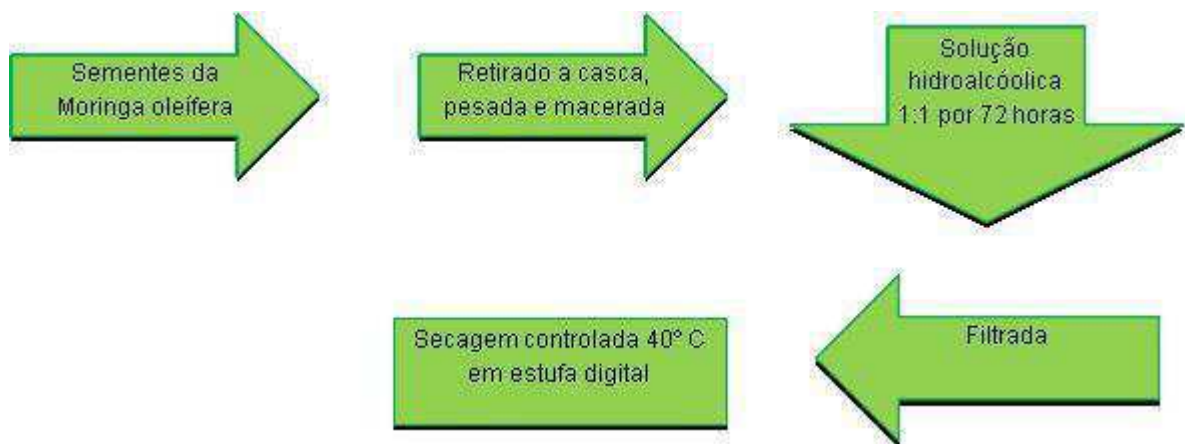 Sementes da
Moringa oleífera
Retirado a casca,
pesada e macerada
Solução
hidroalcóolica
1:1 por 72 horas
Filtrada
Secagem controlada 40º C
em estufa digital